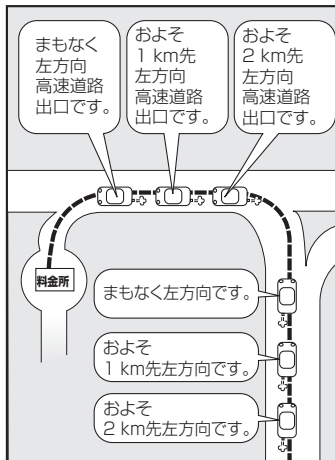 まもなく
左方向
高速道路
出口です。
およそ
1 km先
左方向
高速道路
出口です。
およそ
2 km先
左方向
高速道路
出口です。
料金所
まもなく左方向です。
およそ
1 km先左方向です。
およそ
2 km先左方向です。